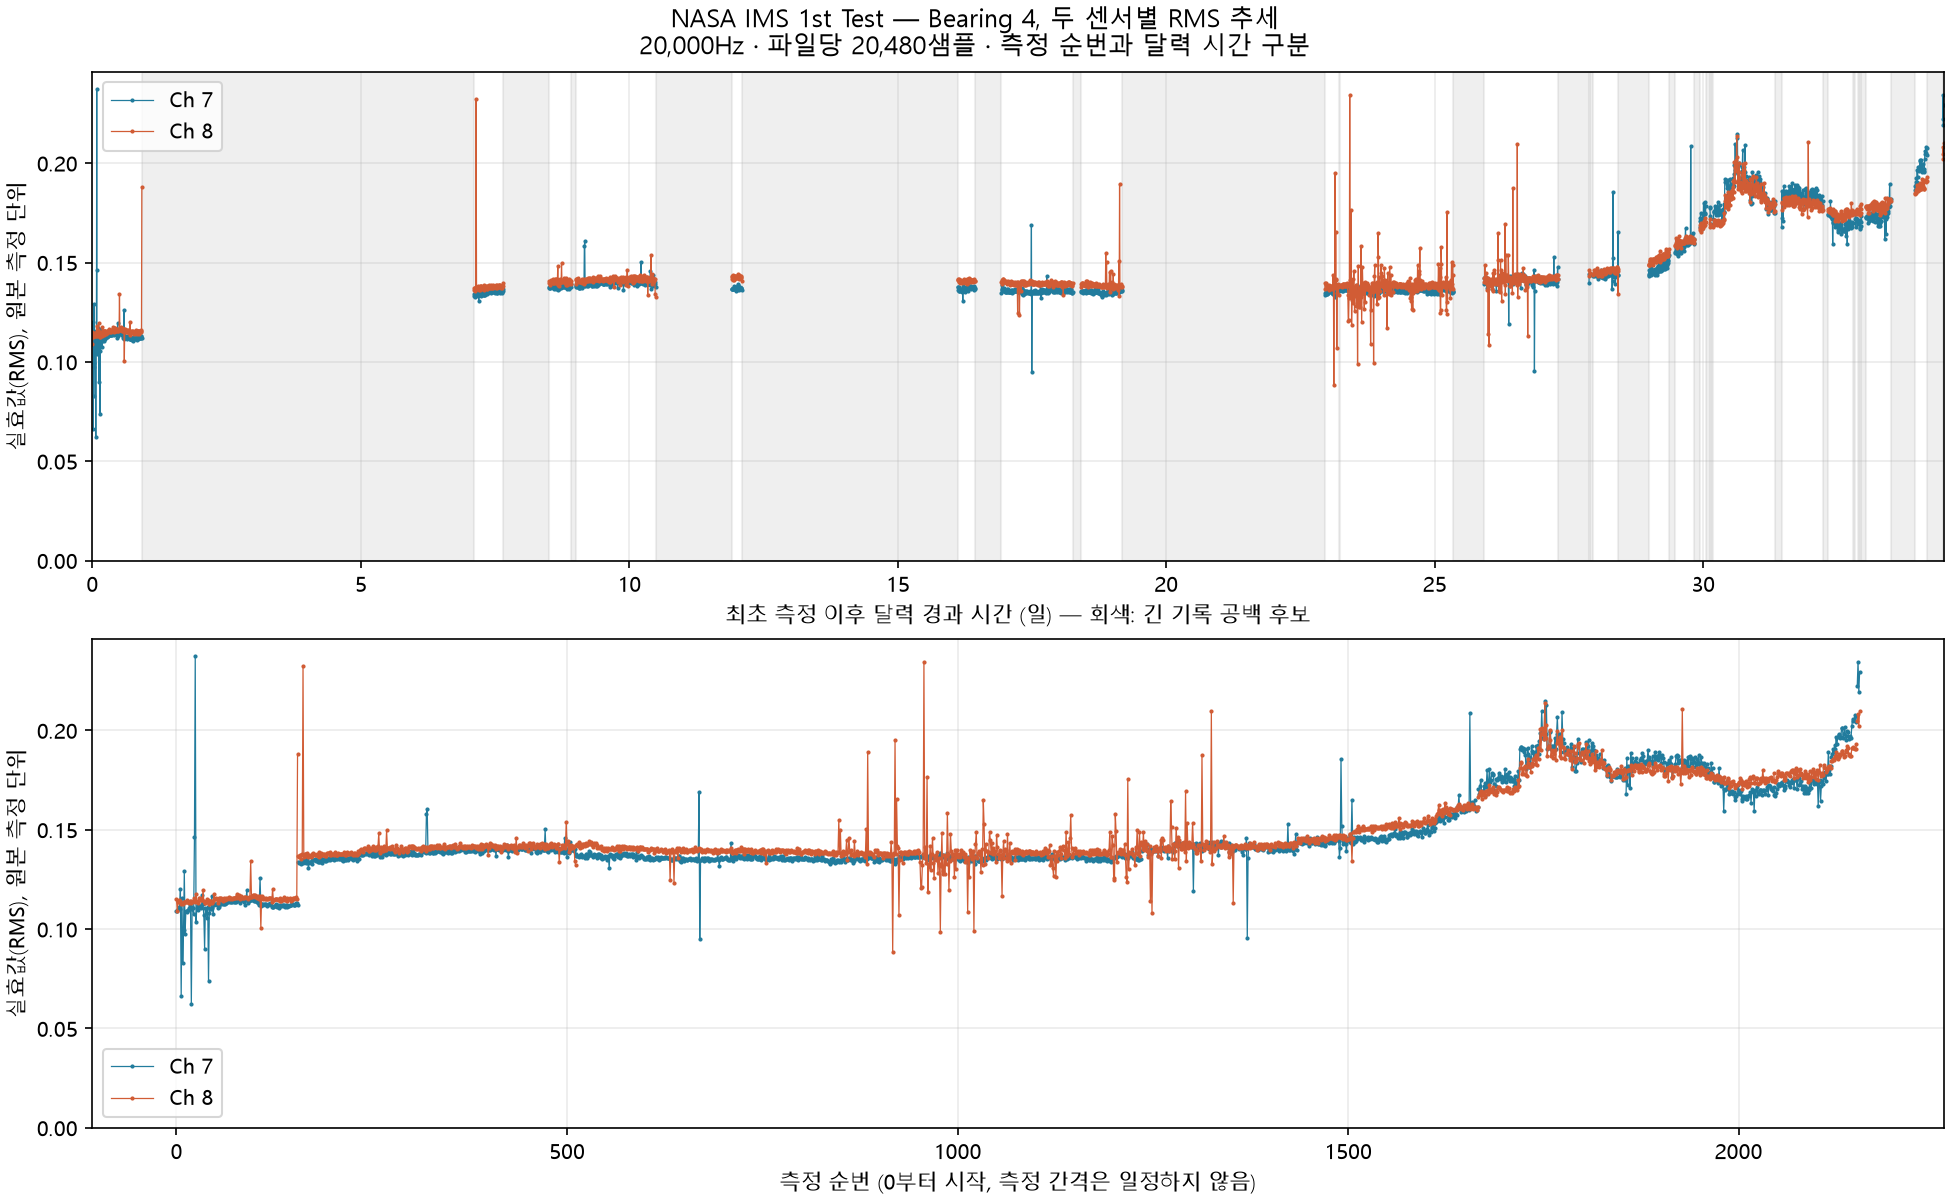 NASA IMS 1st Test — Bearing 4, 두 센서별 RMS 추세
20,000Hz · 파일당 20,480샘플 · 측정 순번과 달력 시간 구분
Ch 7
Ch 8
0.20
0.15
0.10
0.05
0.00
실효값(RMS), 원본 측정 단위
0 5 10 15 20 25 30
최초 측정 이후 달력 경과 시간 (일) — 회색: 긴 기록 공백 후보
0.20
0.15
0.10
0.05
0.00
실효값(RMS), 원본 측정 단위
Ch 7
Ch 8
0 500 1000 1500 2000
측정 순번 (0부터 시작, 측정 간격은 일정하지 않음)